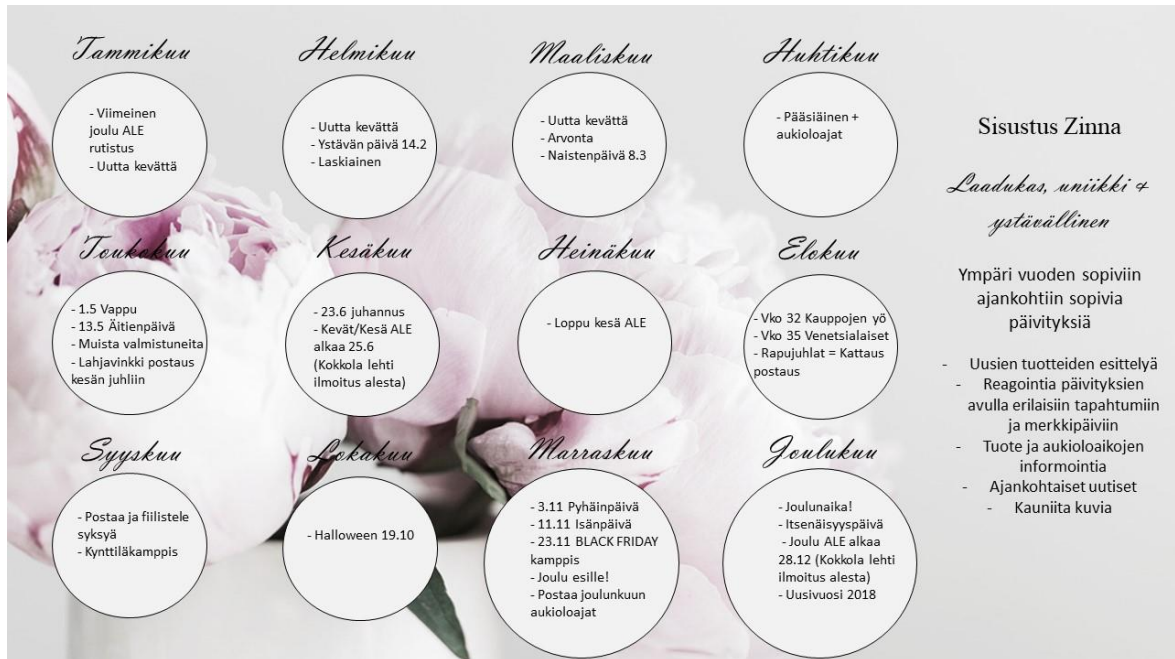 Tammikuu
- Viimeinen
joulu ALE
rutistus
- Uutta kevättä
Helmikuu
- Uutta kevättä
- Ystävän päivä 14.2
- Laskiainen
Maaliskuu
- Uutta kevättä
- Arvonta
- Naistenpäivä 8.3
Huhtikuu
- Pääsiäinen +
aukioloajat
Toukokuu
- 1.5 Vappu
- 13.5 Äitienpäivä
- Muista valmistuneita
- Lahjavinkki postaus
kesän juhliin
Kesäkuu
- 23.6 juhannus
- Kevät/Kesä ALE
alkaa 25.6
(Kokkola lehti
ilmoitus alesta)
Heinäkuu
- Loppu kesä ALE
Elokuu
- Vko 32 Kauppojen yö
- Vko 35 Venetsialaiset
- Rapujuhlat = Kattaus
postaus
Syyskuu
- Postaa ja fiilistele
syksyä
- Kynttiläkamppis
Lokakuu
- Halloween 19.10
Marraskuu
- 3.11 Pyhäinpäivä
- 11.11 Isänpäivä
- 23.11 BLACK FRIDAY
kamppis
- Joulu esille!
- Postaa joulunkuun
aukioloajat
Joulukuu
- Joulunaika!
- Itsenäisyyspäivä
- Joulu ALE alkaa
28.12 (Kokkola lehti
ilmoitus alesta)
- Uusivuosi 2018
Sisustus Zinna
Laadukas, uniikki &
ystävällinen
Ympäri vuoden sopiviin
ajankohtiin sopivia
päivityksiä
- Uusien tuotteiden esittelyä
- Reagointia päivityksien
avulla erilaisiin tapahtumiin
ja merkkipäiviin
- Tuote ja aukioloaikojen
informointia
- Ajankohtaiset uutiset
- Kauniita kuvia